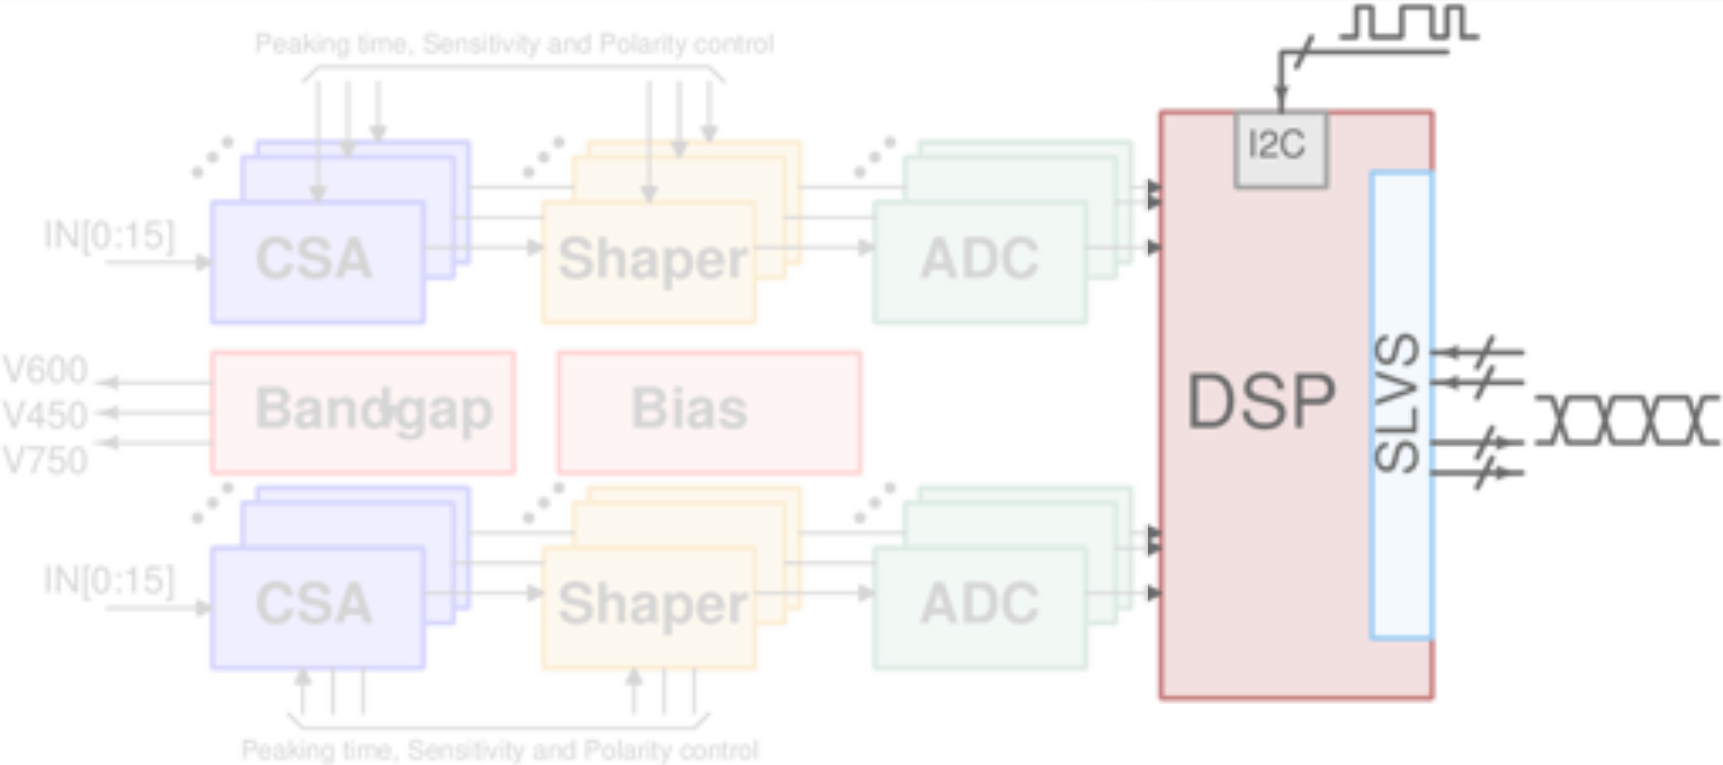 Peaking time, Sensitivity and Polarity control
I2C
IN[0:15]
CSA
Shaper
ADC
V600
V450
V750
Bandgap
Bias
DSP
SLVS
IN[0:15]
CSA
Shaper
ADC
Peaking time, Sensitivity and Polarity control